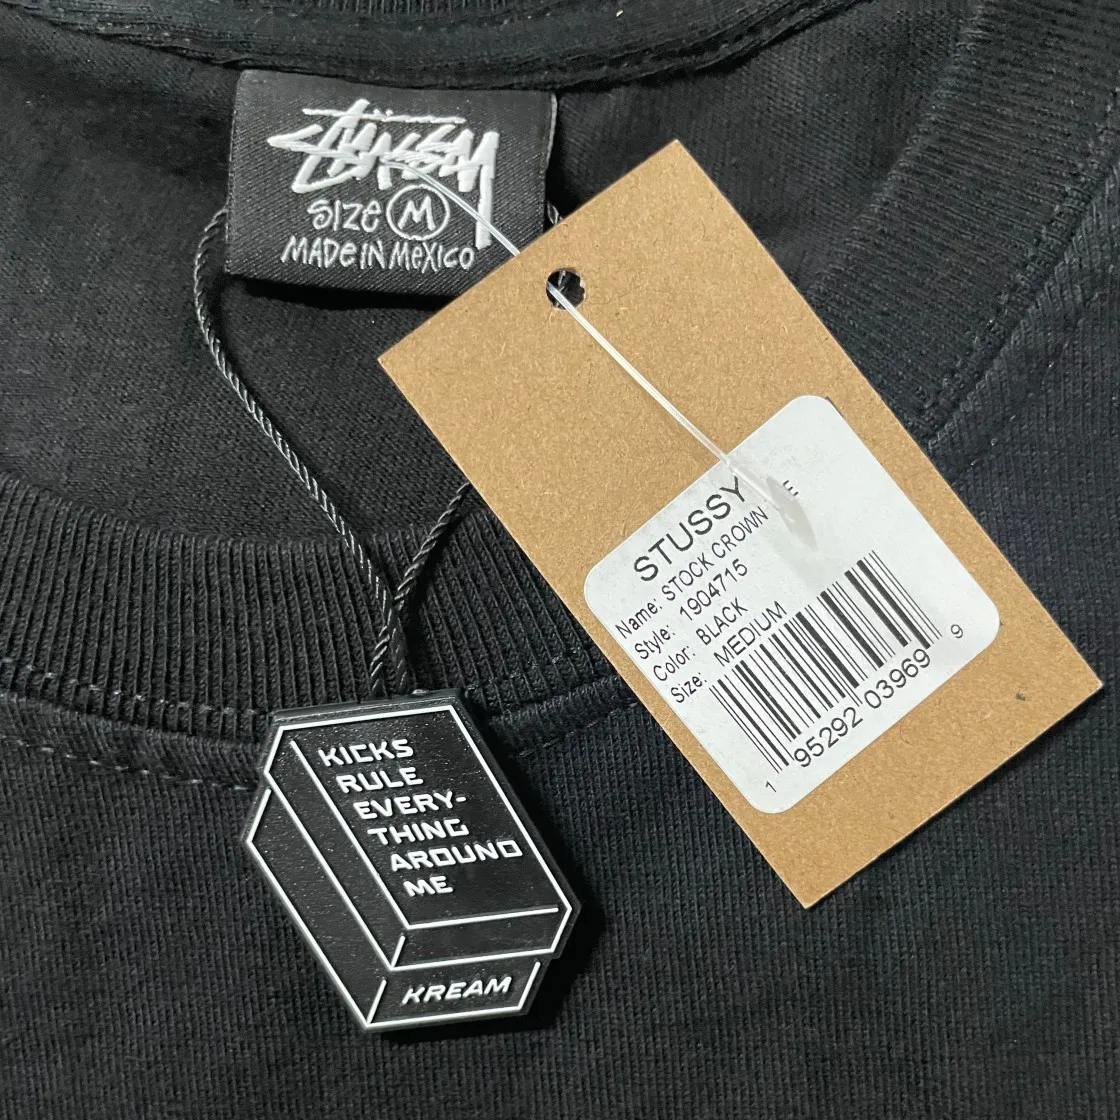 STÜSSY
SIZE M
MADE IN MEXICO
STUSSY
Name: STOCK CROWN
Style: 1904715
Color: BLACK
Size: MEDIUM
1 95292 03969 9
KICKS
RULE
EVERY-
THING
AROUND
ME
KREAM